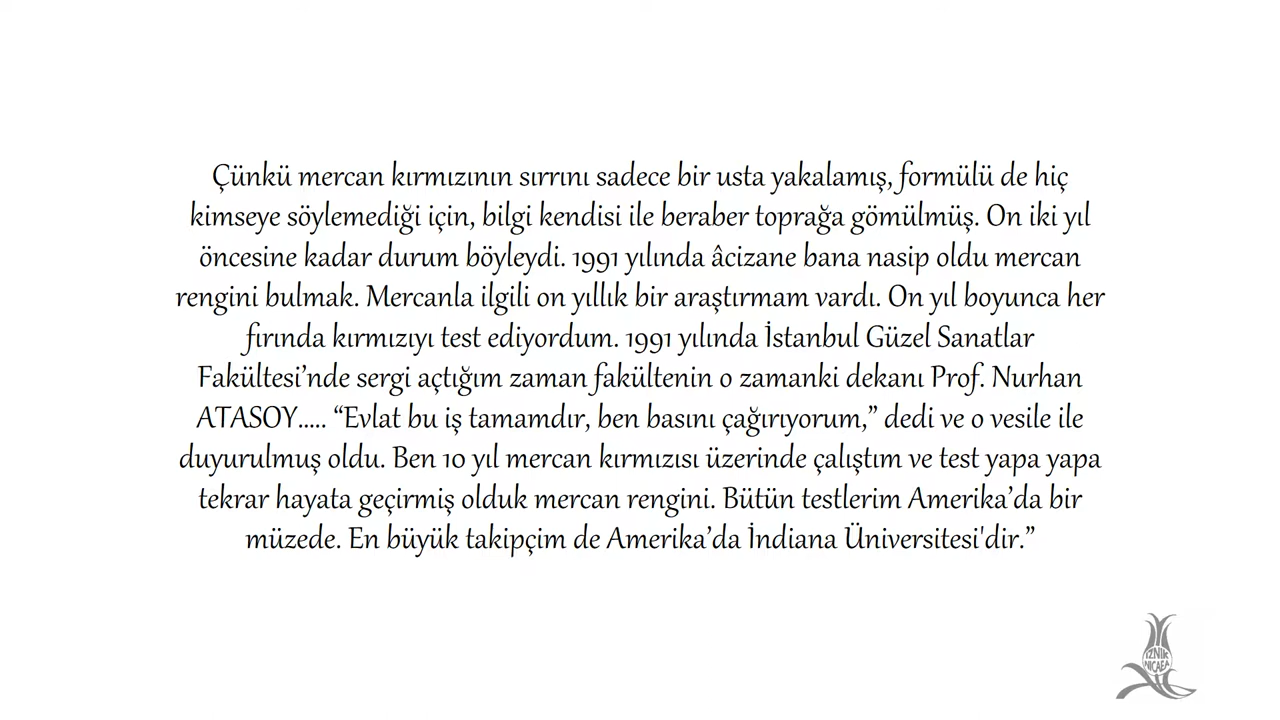 Çünkü mercan kırmızının sırrını sadece bir usta yakalamış, formülü de hiç
kimseye söylemediği için, bilgi kendisi ile beraber toprağa gömülmüş. On iki yıl
öncesine kadar durum böyleydi. 1991 yılında âcizane bana nasip oldu mercan
rengini bulmak. Mercanla ilgili on yıllık bir araştırmam vardı. On yıl boyunca her
fırında kırmızıyı test ediyordum. 1991 yılında İstanbul Güzel Sanatlar
Fakültesi’nde sergi açtığım zaman fakültenin o zamanki dekanı Prof. Nurhan
ATASOY..... “Evlat bu iş tamamdır, ben basını çağırıyorum,” dedi ve o vesile ile
duyurulmuş oldu. Ben 10 yıl mercan kırmızısı üzerinde çalıştım ve test yapa yapa
tekrar hayata geçirmiş olduk mercan rengini. Bütün testlerim Amerika’da bir
müzede. En büyük takipçim de Amerika’da İndiana Üniversitesi'dir.”
İZNİK
NICAEA